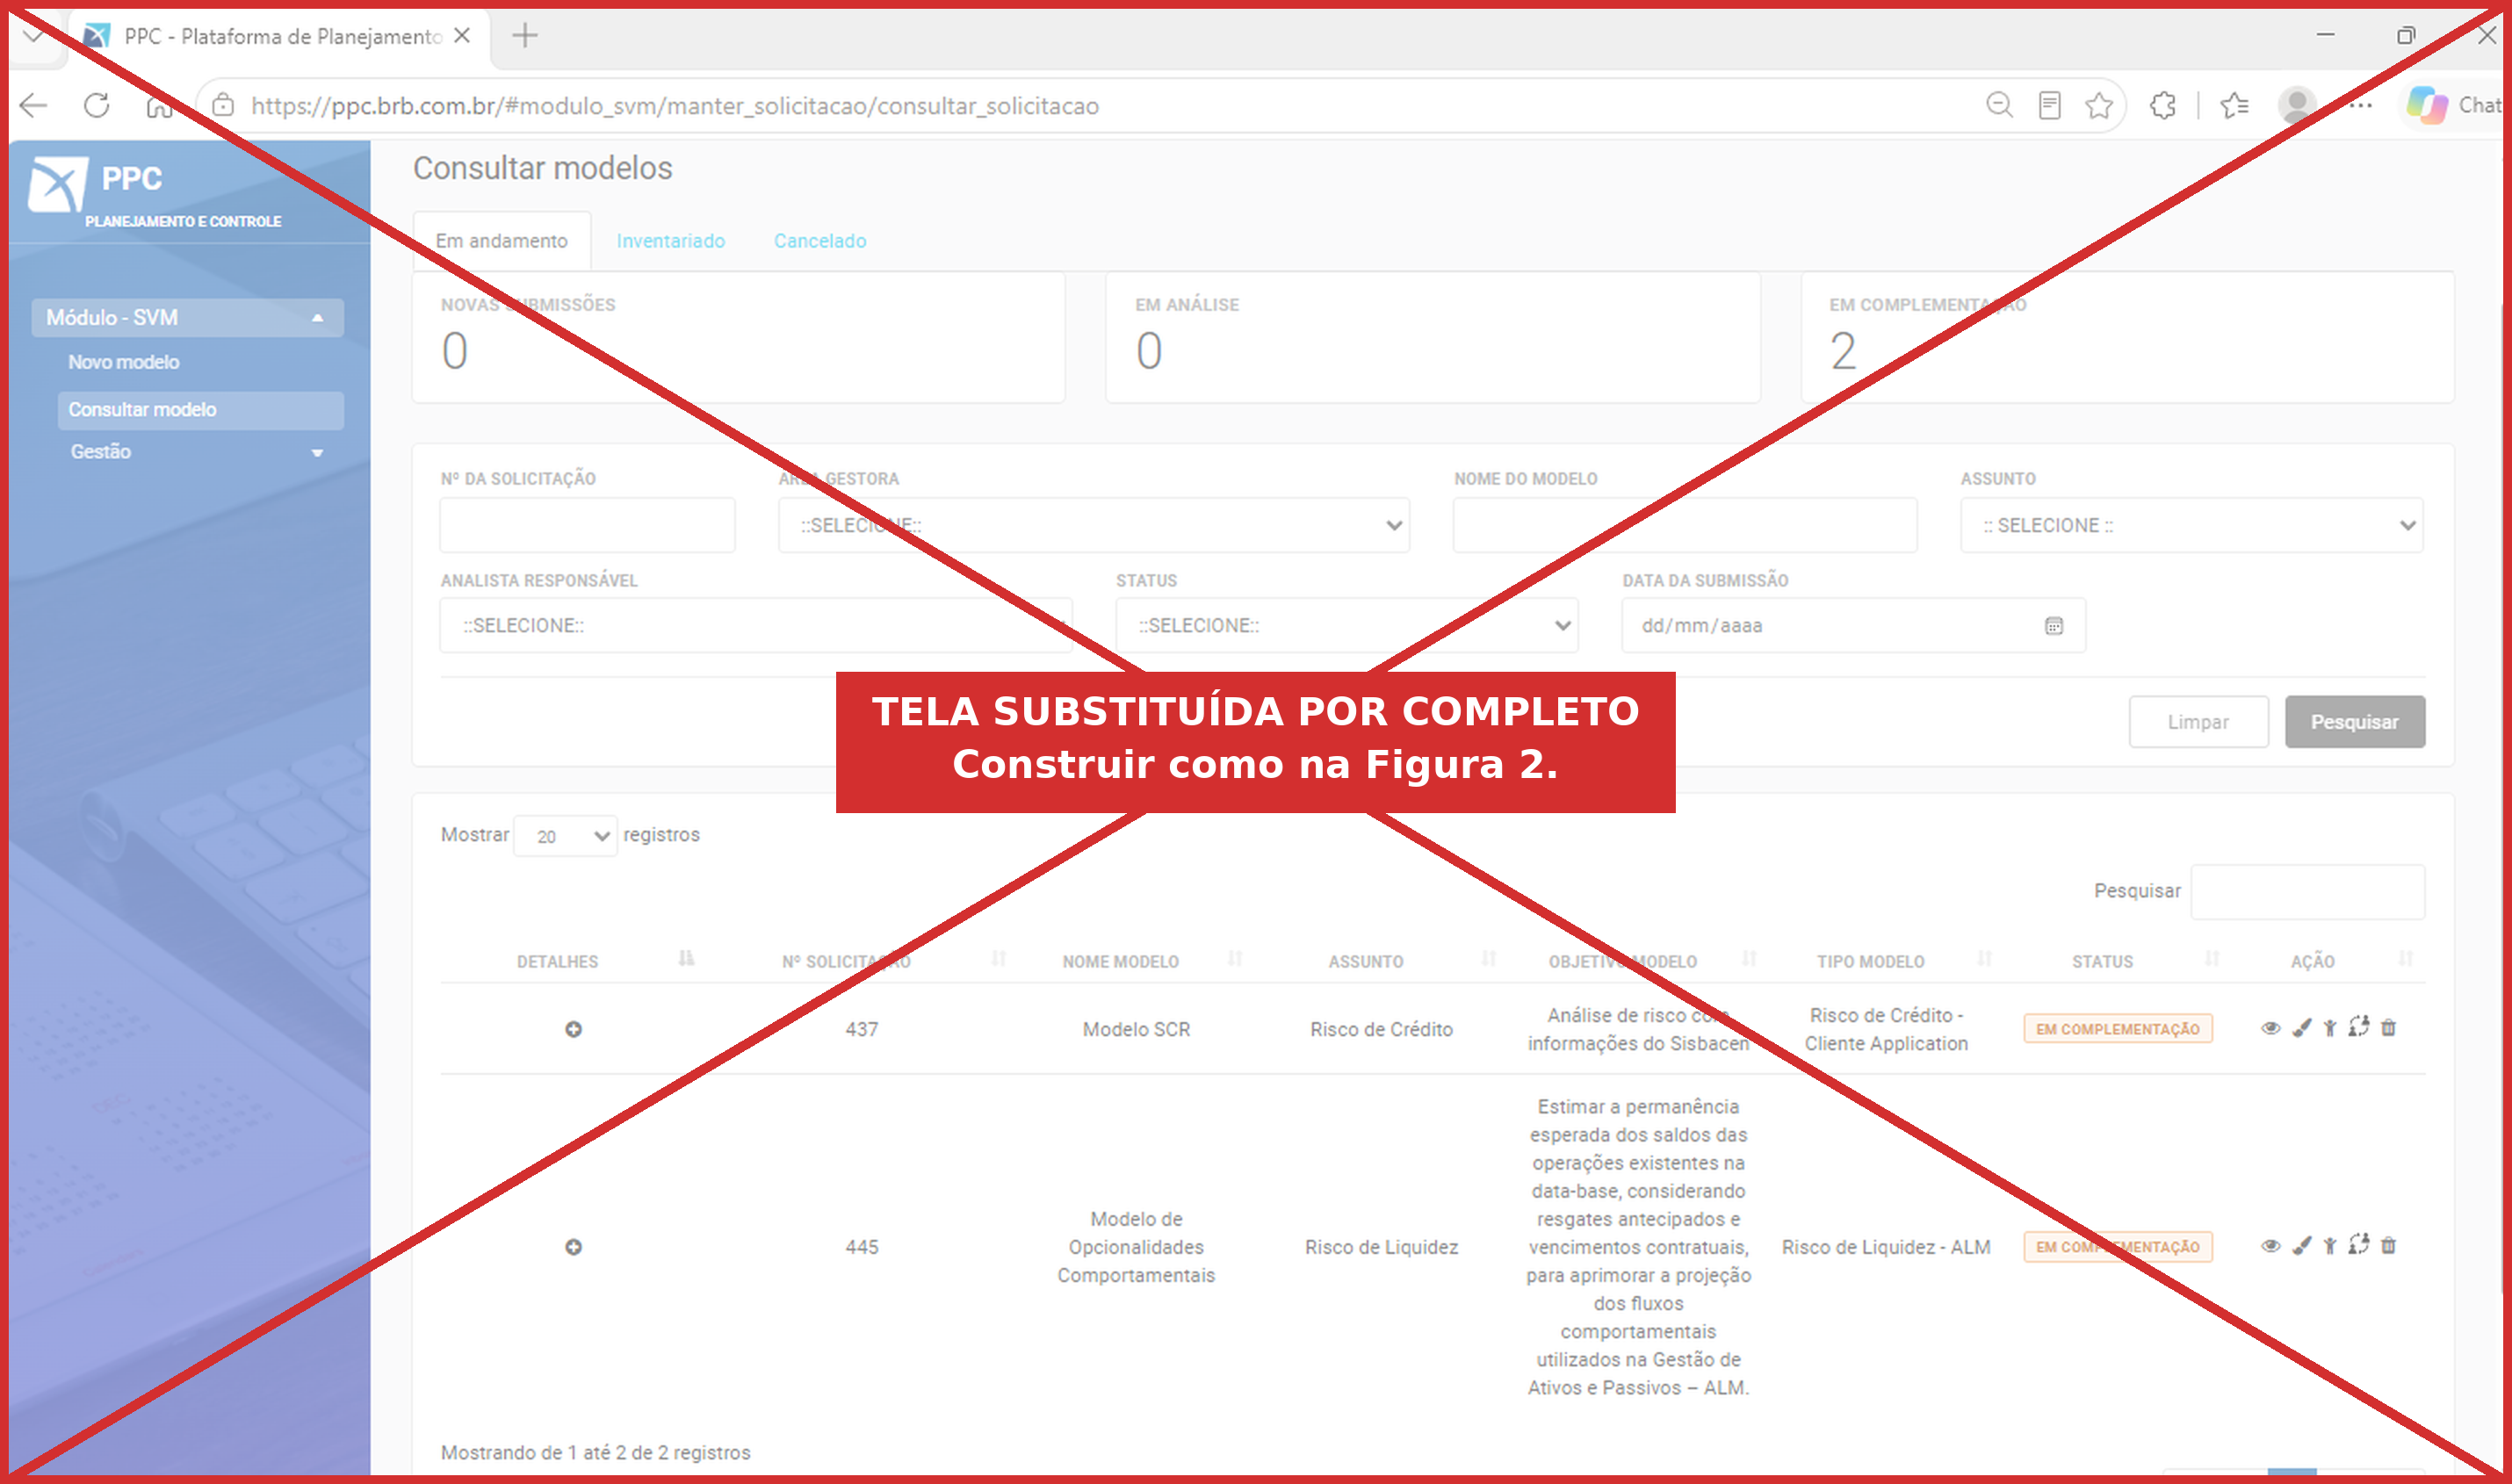 PPC - Plataforma de Planejamento
https://ppc.brb.com.br/#modulo_svm/manter_solicitacao/consultar_solicitacao
Chat
PPC
PLANEJAMENTO E CONTROLE
Módulo - SVM
Novo modelo
Consultar modelo
Gestão
Consultar modelos
Em andamento Inventariado Cancelado
NOVAS SUBMISSÕES EM ANÁLISE EM COMPLEMENTAÇÃO
0 0 2
Nº DA SOLICITAÇÃO ÁREA GESTORA NOME DO MODELO ASSUNTO
::SELECIONE:: :: SELECIONE ::
ANALISTA RESPONSÁVEL STATUS DATA DA SUBMISSÃO
::SELECIONE:: ::SELECIONE:: dd/mm/aaaa
TELA SUBSTITUÍDA POR COMPLETO
Construir como na Figura 2.
Limpar Pesquisar
Mostrar 20 registros
Pesquisar
DETALHES Nº SOLICITAÇÃO NOME MODELO ASSUNTO OBJETIVO MODELO TIPO MODELO STATUS AÇÃO
437 Modelo SCR Risco de Crédito
Análise de risco com
informações do Sisbacen
Risco de Crédito -
Cliente Application
EM COMPLEMENTAÇÃO
445
Modelo de
Opcionalidades
Comportamentais
Risco de Liquidez
Estimar a permanência
esperada dos saldos das
operações existentes na
data-base, considerando
resgates antecipados e
vencimentos contratuais,
para aprimorar a projeção
dos fluxos
comportamentais
utilizados na Gestão de
Ativos e Passivos – ALM.
Risco de Liquidez - ALM
EM COMPLEMENTAÇÃO
Mostrando de 1 até 2 de 2 registros